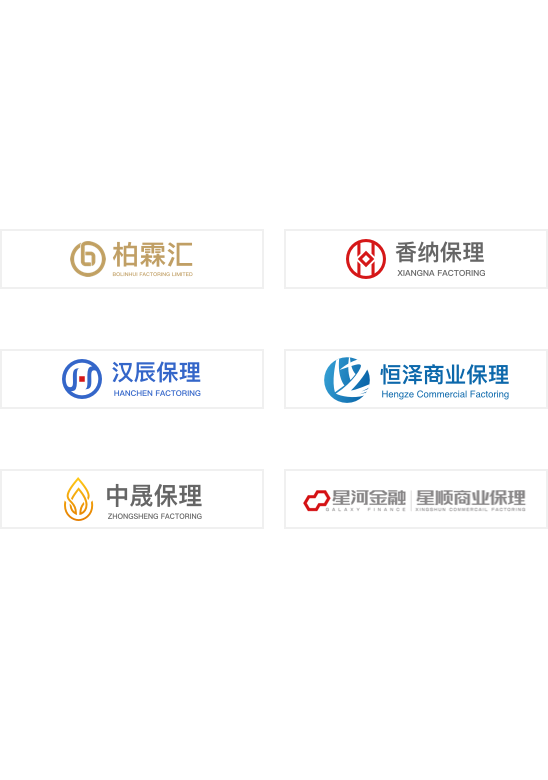 柏霖汇
BOLINHUI FACTORING LIMITED
香纳保理
XIANGNA FACTORING
汉辰保理
HANCHEN FACTORING
恒泽商业保理
Hengze Commercial Factoring
中晟保理
ZHONGSHENG FACTORING
星河金融 星顺商业保理
GALAXY FINANCE XINGSHUN COMMERCAIL FACTORING